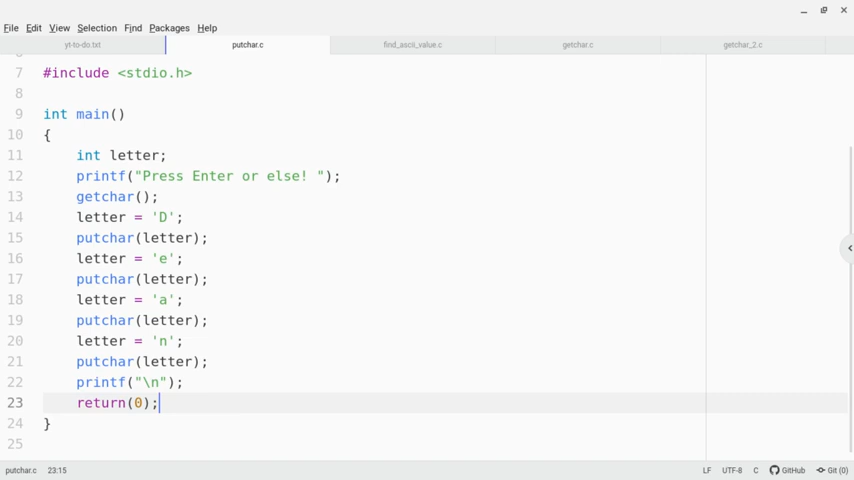 File Edit View Selection Find Packages Help
yt-to-do.txt putchar.c find_ascii_value.c getchar.c getchar_2.c
7 #include <stdio.h>
8
9 int main()
10 {
11 int letter;
12 printf("Press Enter or else! ");
13 getchar();
14 letter = 'D';
15 putchar(letter);
16 letter = 'e';
17 putchar(letter);
18 letter = 'a';
19 putchar(letter);
20 letter = 'n';
21 putchar(letter);
22 printf("\n");
23 return(0);
24 }
25
putchar.c 23:15 LF UTF-8 C GitHub Git (0)